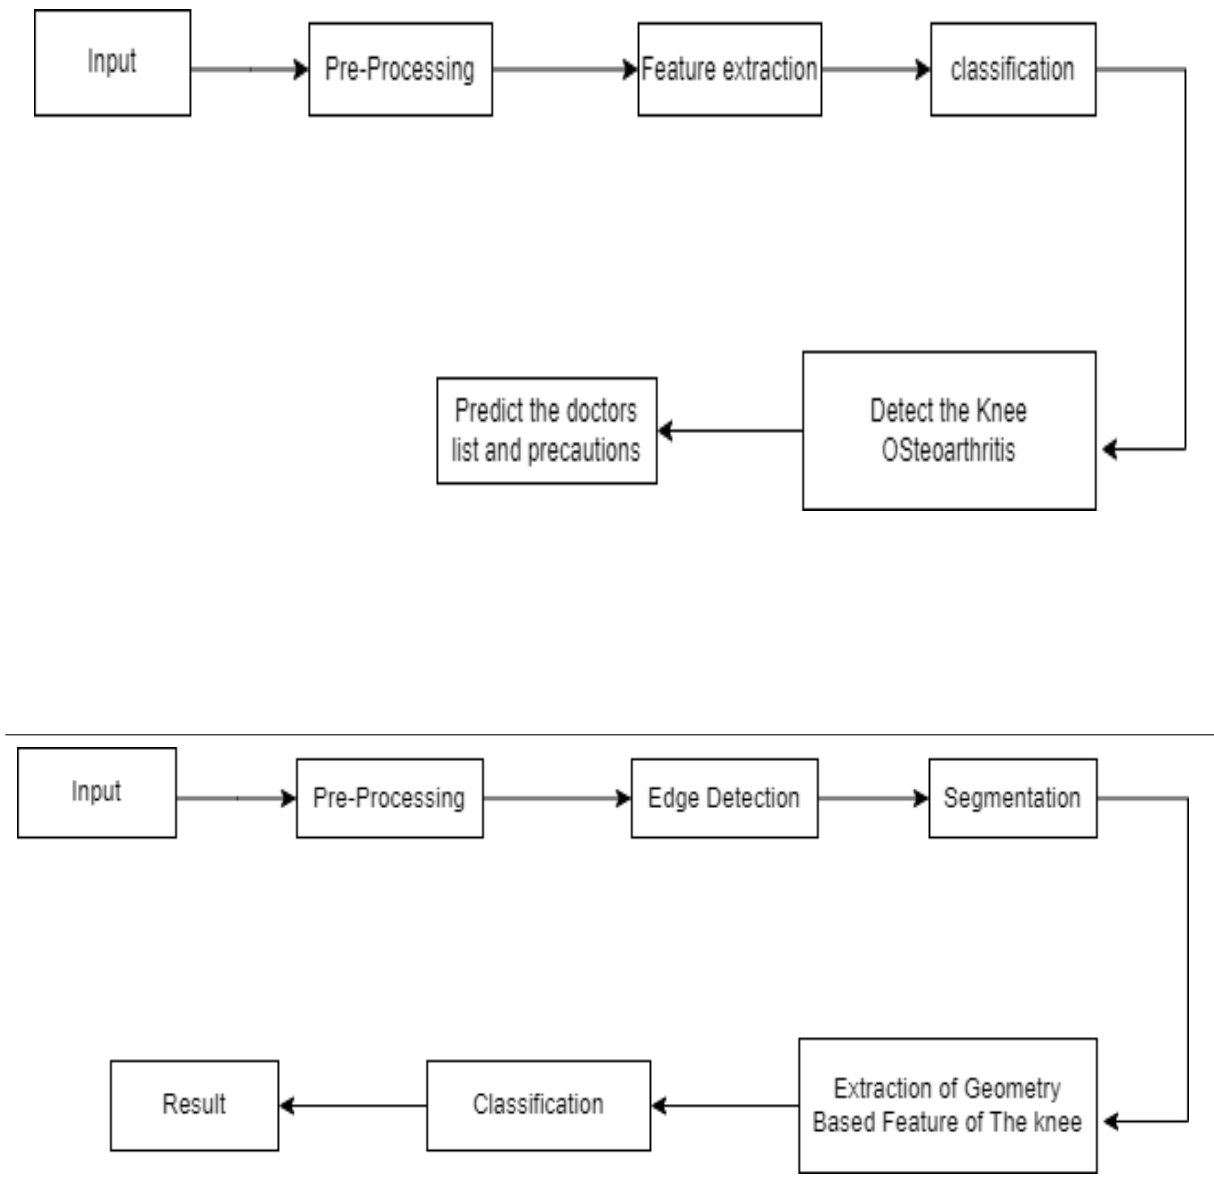 Input
Pre-Processing
Feature extraction
classification
Detect the Knee
OSteoarthritis
Predict the doctors
list and precautions
Input
Pre-Processing
Edge Detection
Segmentation
Extraction of Geometry
Based Feature of The knee
Classification
Result